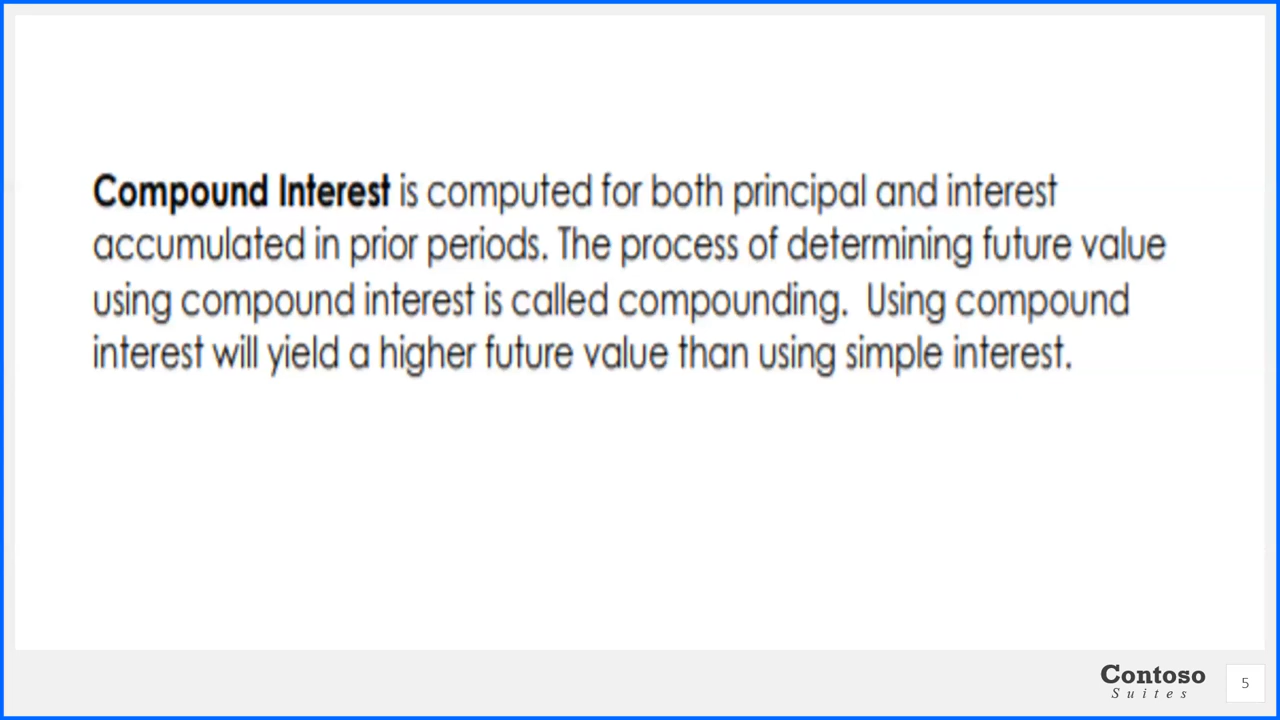 Compound Interest is computed for both principal and interest
accumulated in prior periods. The process of determining future value
using compound interest is called compounding.  Using compound
interest will yield a higher future value than using simple interest.
Contoso
Suites
5